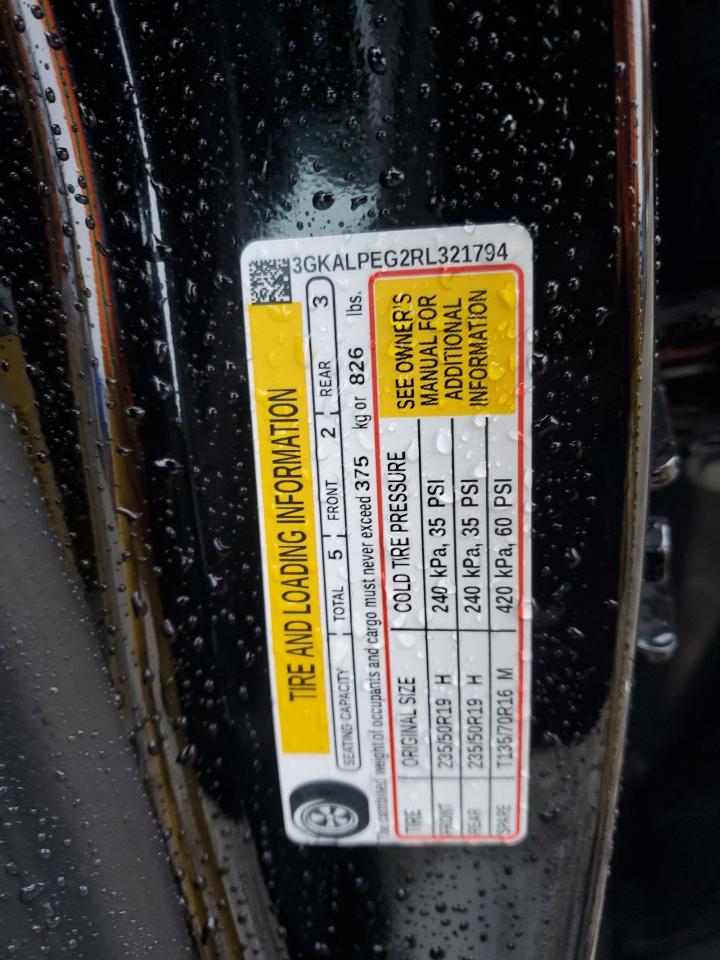 3GKALPEG2RL321794
TIRE AND LOADING INFORMATION
SEATING CAPACITY TOTAL 5 FRONT 2 REAR 3
The combined weight of occupants and cargo must never exceed 375 kg or 826 lbs.
TIRE ORIGINAL SIZE COLD TIRE PRESSURE
FRONT 235/50R19 H 240 kPa, 35 PSI
REAR 235/50R19 H 240 kPa, 35 PSI
SPARE T135/70R16 M 420 kPa, 60 PSI
SEE OWNER'S
MANUAL FOR
ADDITIONAL
INFORMATION